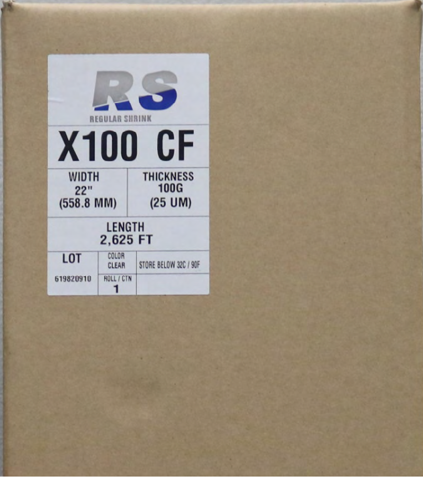 RS
REGULAR SHRINK
X100 CF
WIDTH
22"
(558.8 MM)
THICKNESS
100G
(25 UM)
LENGTH
2,625 FT
LOT
619820910
COLOR
CLEAR
ROLL / CTN
1
STORE BELOW 32C / 90F